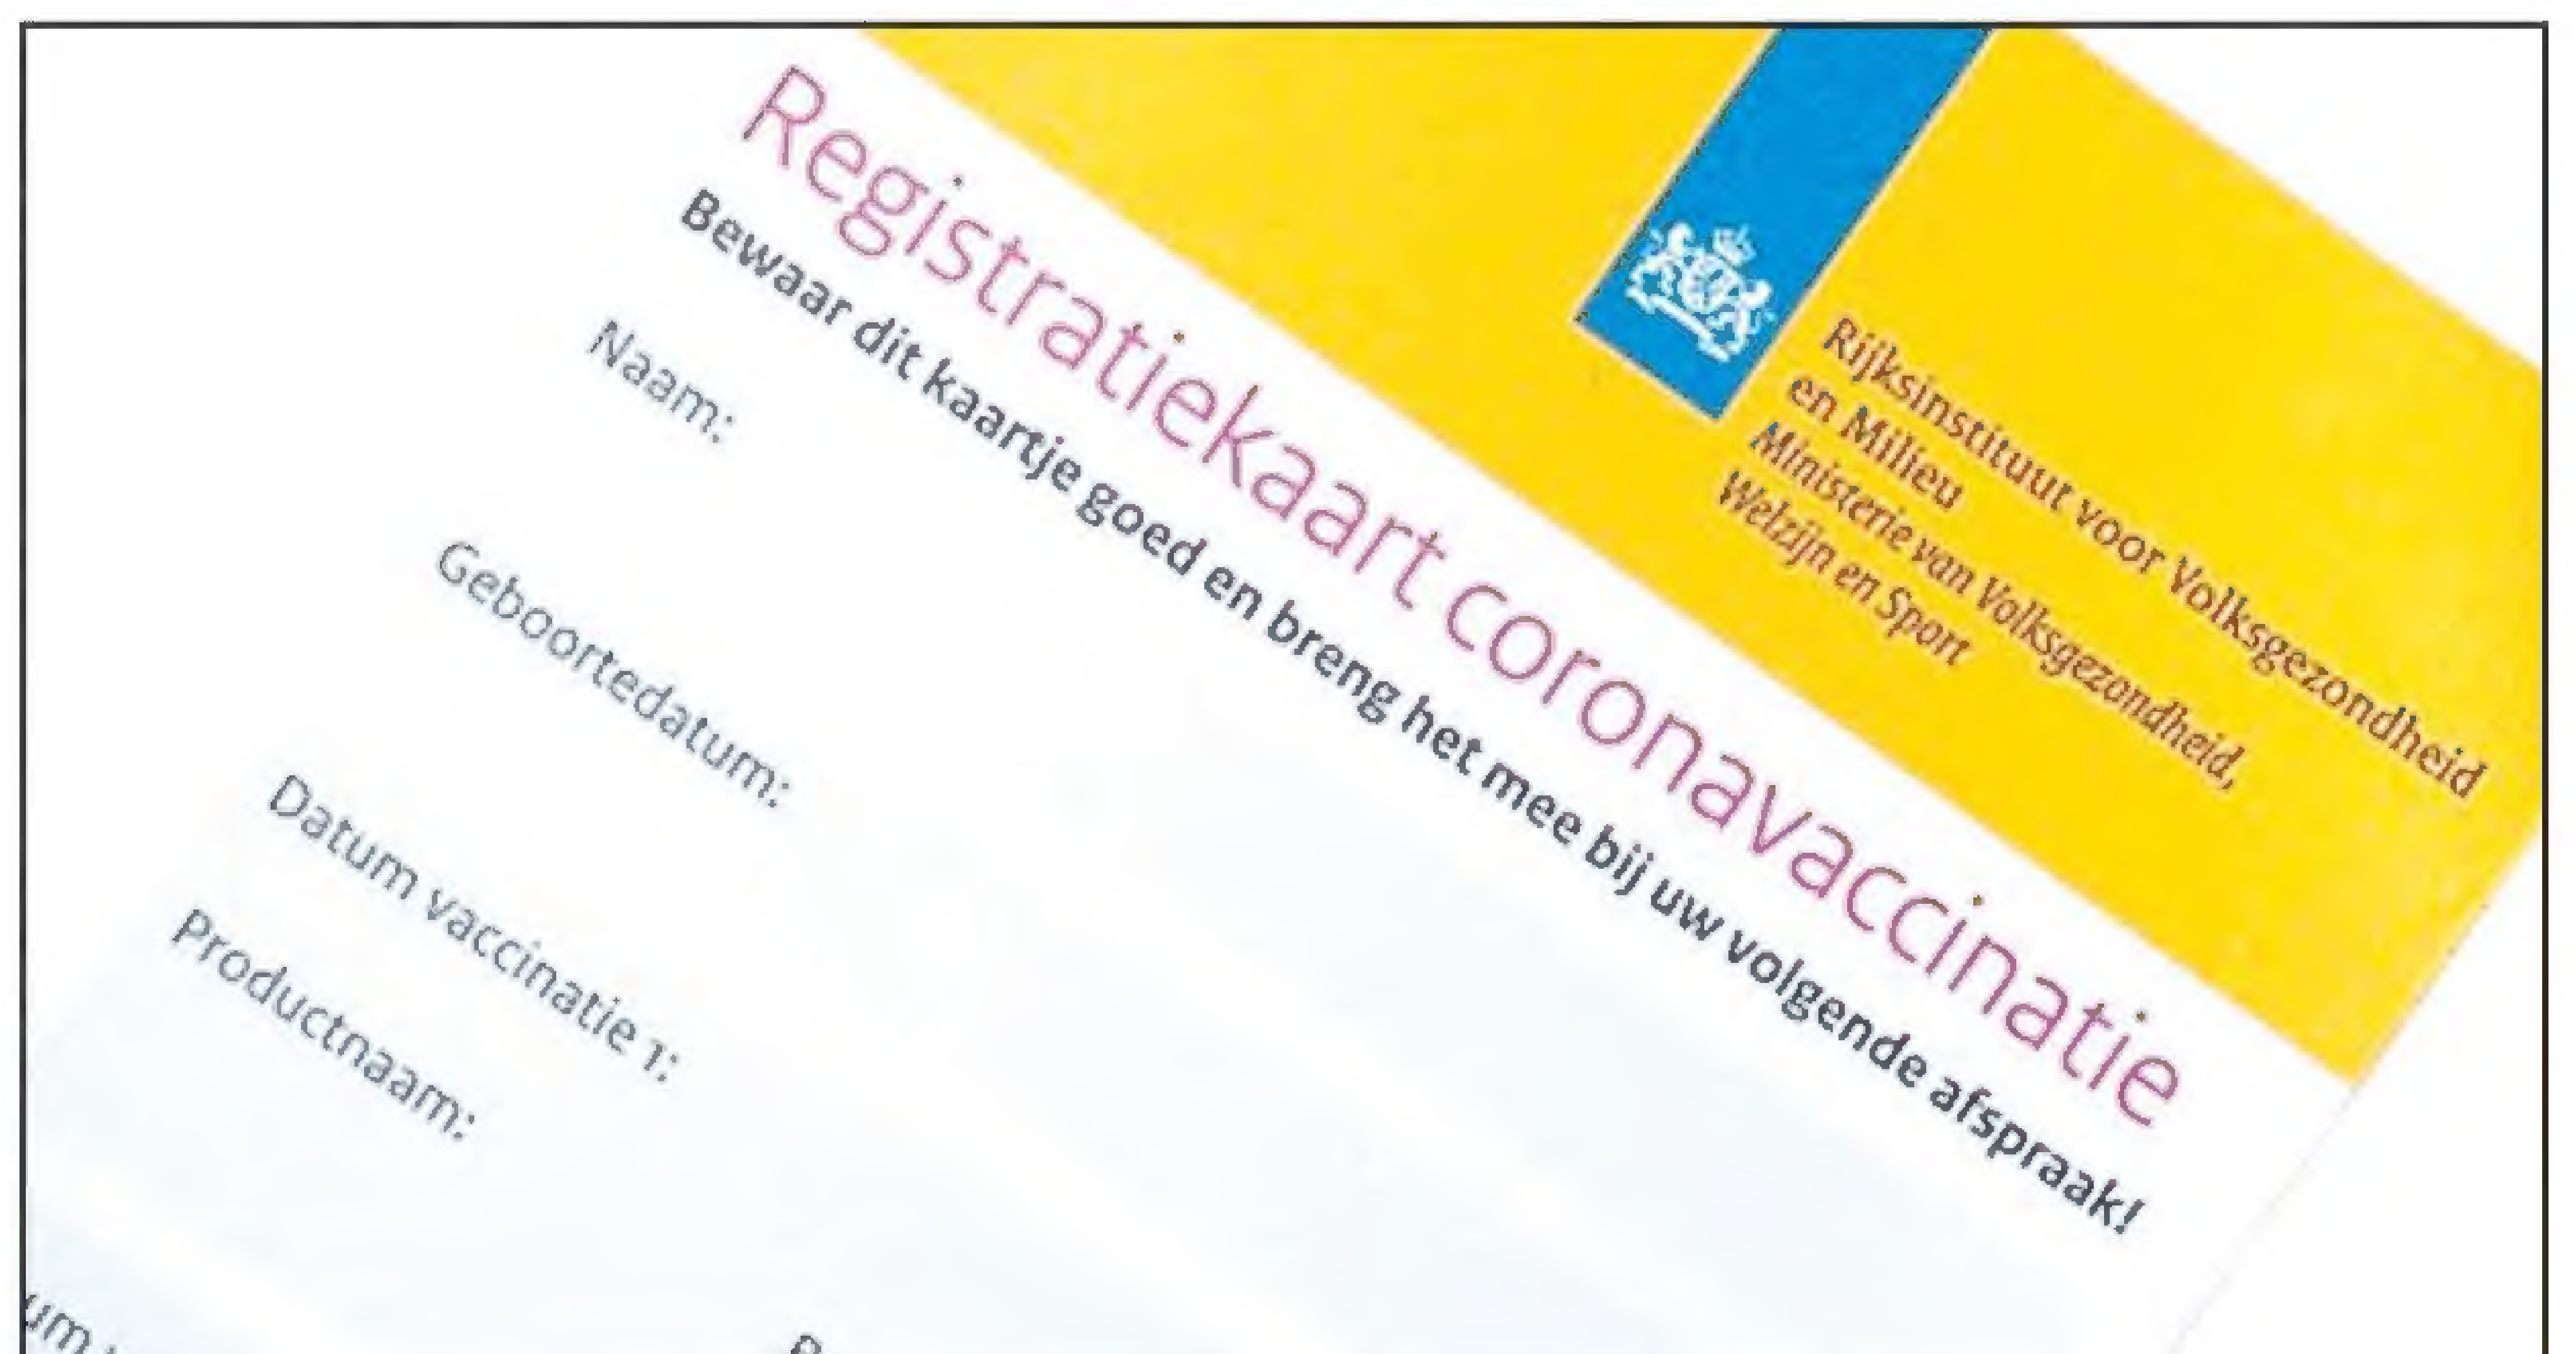 Rijksinstituut voor Volksgezondheid
en Milieu
Ministerie van Volksgezondheid,
Welzijn en Sport
Registratiekaart coronavaccinatie
Bewaar dit kaartje goed en breng het mee bij uw volgende afspraak!
Naam:
Geboortedatum:
Datum vaccinatie 1:
Productnaam: